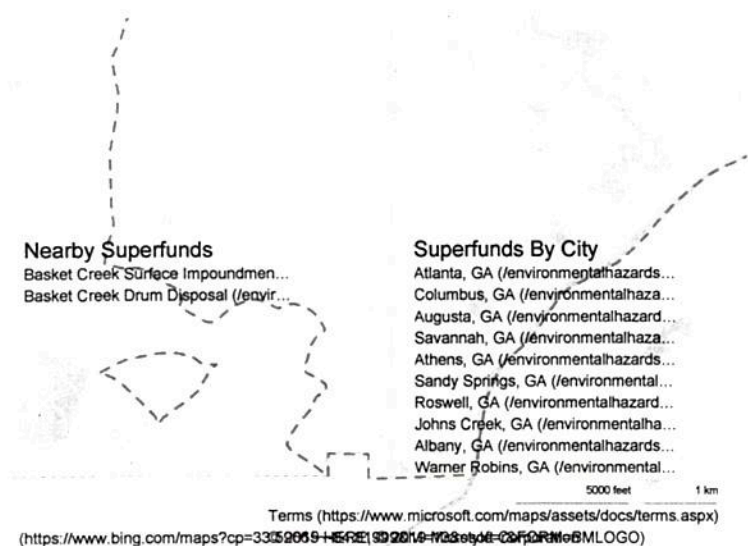 Nearby Superfunds
Basket Creek Surface Impoundmen...
Basket Creek Drum Disposal (/envir...
Superfunds By City
Atlanta, GA (/environmentalhazards...
Columbus, GA (/environmentalhaza...
Augusta, GA (/environmentalhazard...
Savannah, GA (/environmentalhaza...
Athens, GA (/environmentalhazards...
Sandy Springs, GA (/environmental...
Roswell, GA (/environmentalhazard...
Johns Creek, GA (/environmentalha...
Albany, GA (/environmentalhazards...
Warner Robins, GA (/environmental...
5000 feet 1 km
Terms (https://www.microsoft.com/maps/assets/docs/terms.aspx)